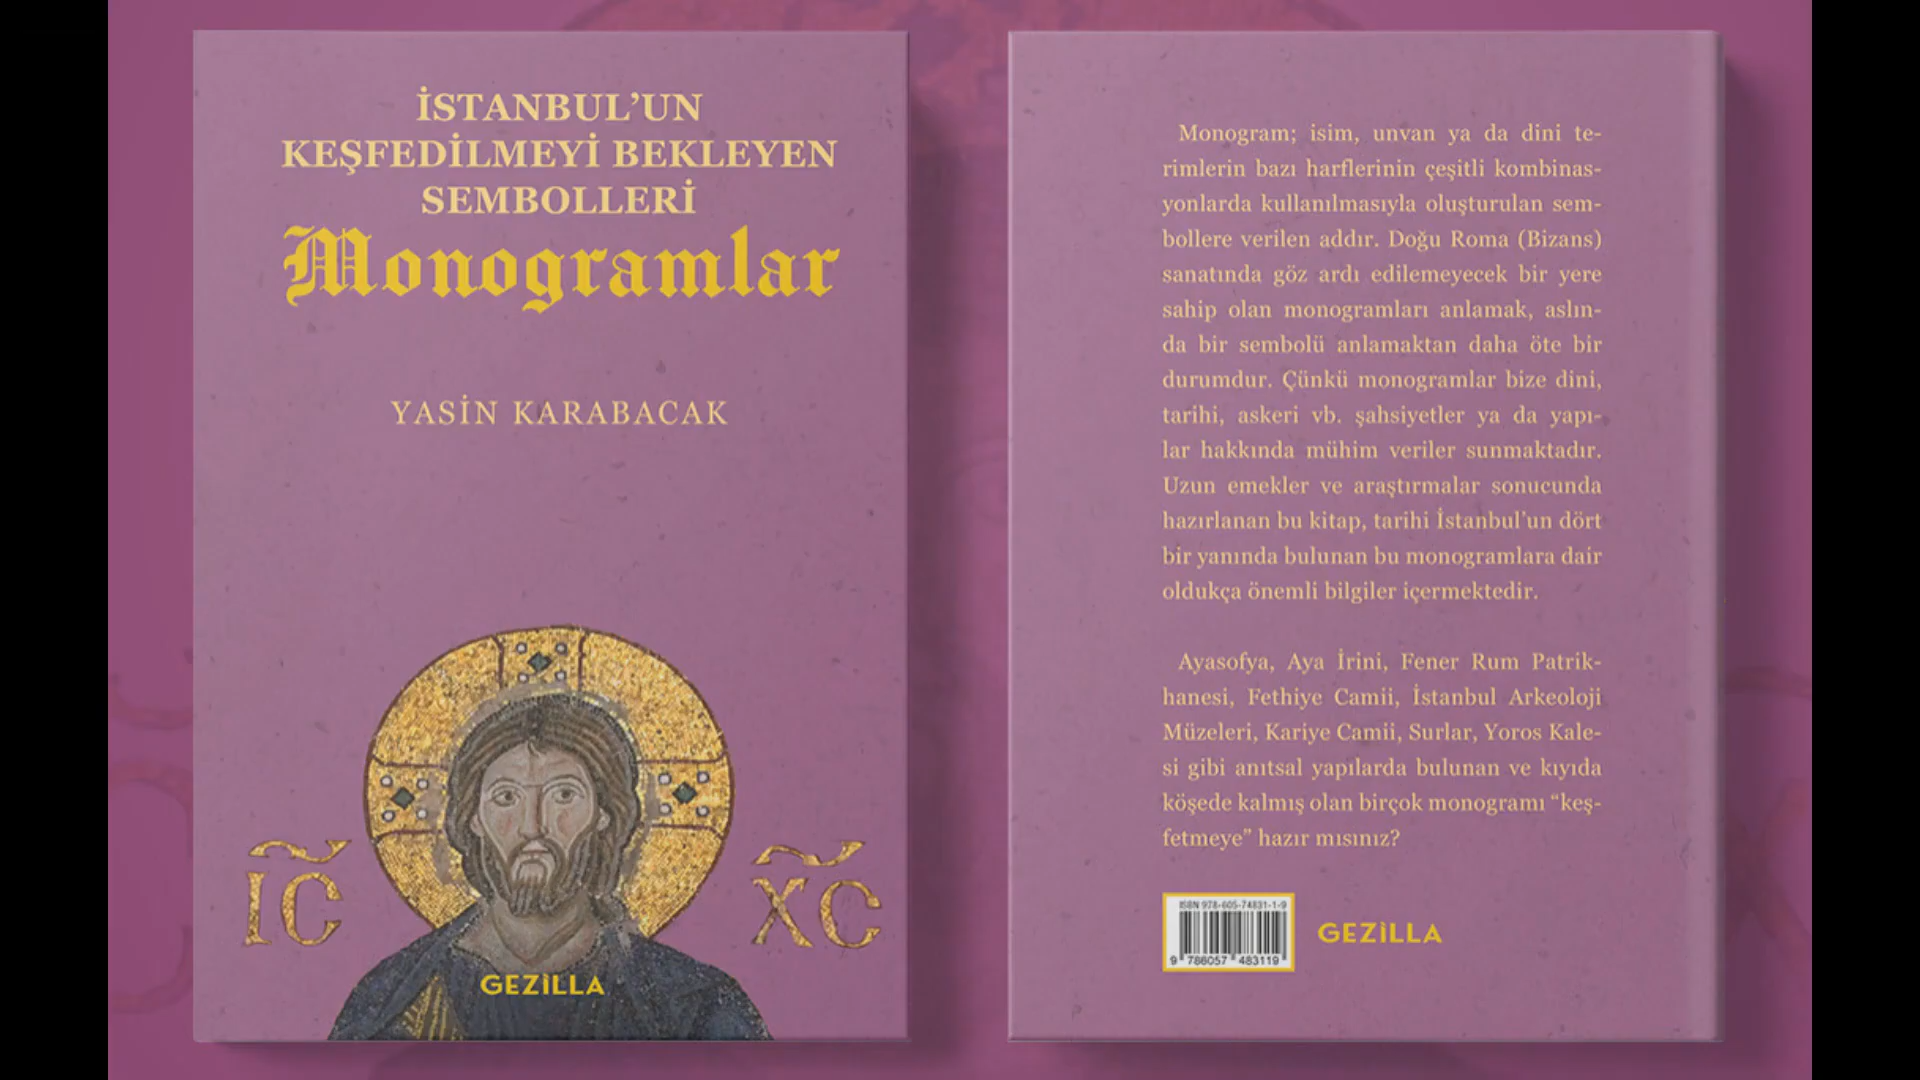 İSTANBUL’UN
KEŞFEDİLMEYİ BEKLEYEN
SEMBOLLERİ
Monogramlar
YASİN KARABACAK
IC
XC
GEZİLLA
Monogram; isim, unvan ya da dini te-
rimlerin bazı harflerinin çeşitli kombinas-
yonlarda kullanılmasıyla oluşturulan sem-
bollere verilen addır. Doğu Roma (Bizans)
sanatında göz ardı edilemeyecek bir yere
sahip olan monogramları anlamak, aslın-
da bir sembolü anlamaktan daha öte bir
durumdur. Çünkü monogramlar bize dini,
tarihi, askeri vb. şahsiyetler ya da yapı-
lar hakkında mühim veriler sunmaktadır.
Uzun emekler ve araştırmalar sonucunda
hazırlanan bu kitap, tarihi İstanbul’un dört
bir yanında bulunan bu monogramlara dair
oldukça önemli bilgiler içermektedir.
Ayasofya, Aya İrini, Fener Rum Patrik-
hanesi, Fethiye Camii, İstanbul Arkeoloji
Müzeleri, Kariye Camii, Surlar, Yoros Kale-
si gibi anıtsal yapılarda bulunan ve kıyıda
köşede kalmış olan birçok monogramı “keş-
fetmeye” hazır mısınız?
ISBN 978-605-74831-1-9
9 786057 483119
GEZİLLA